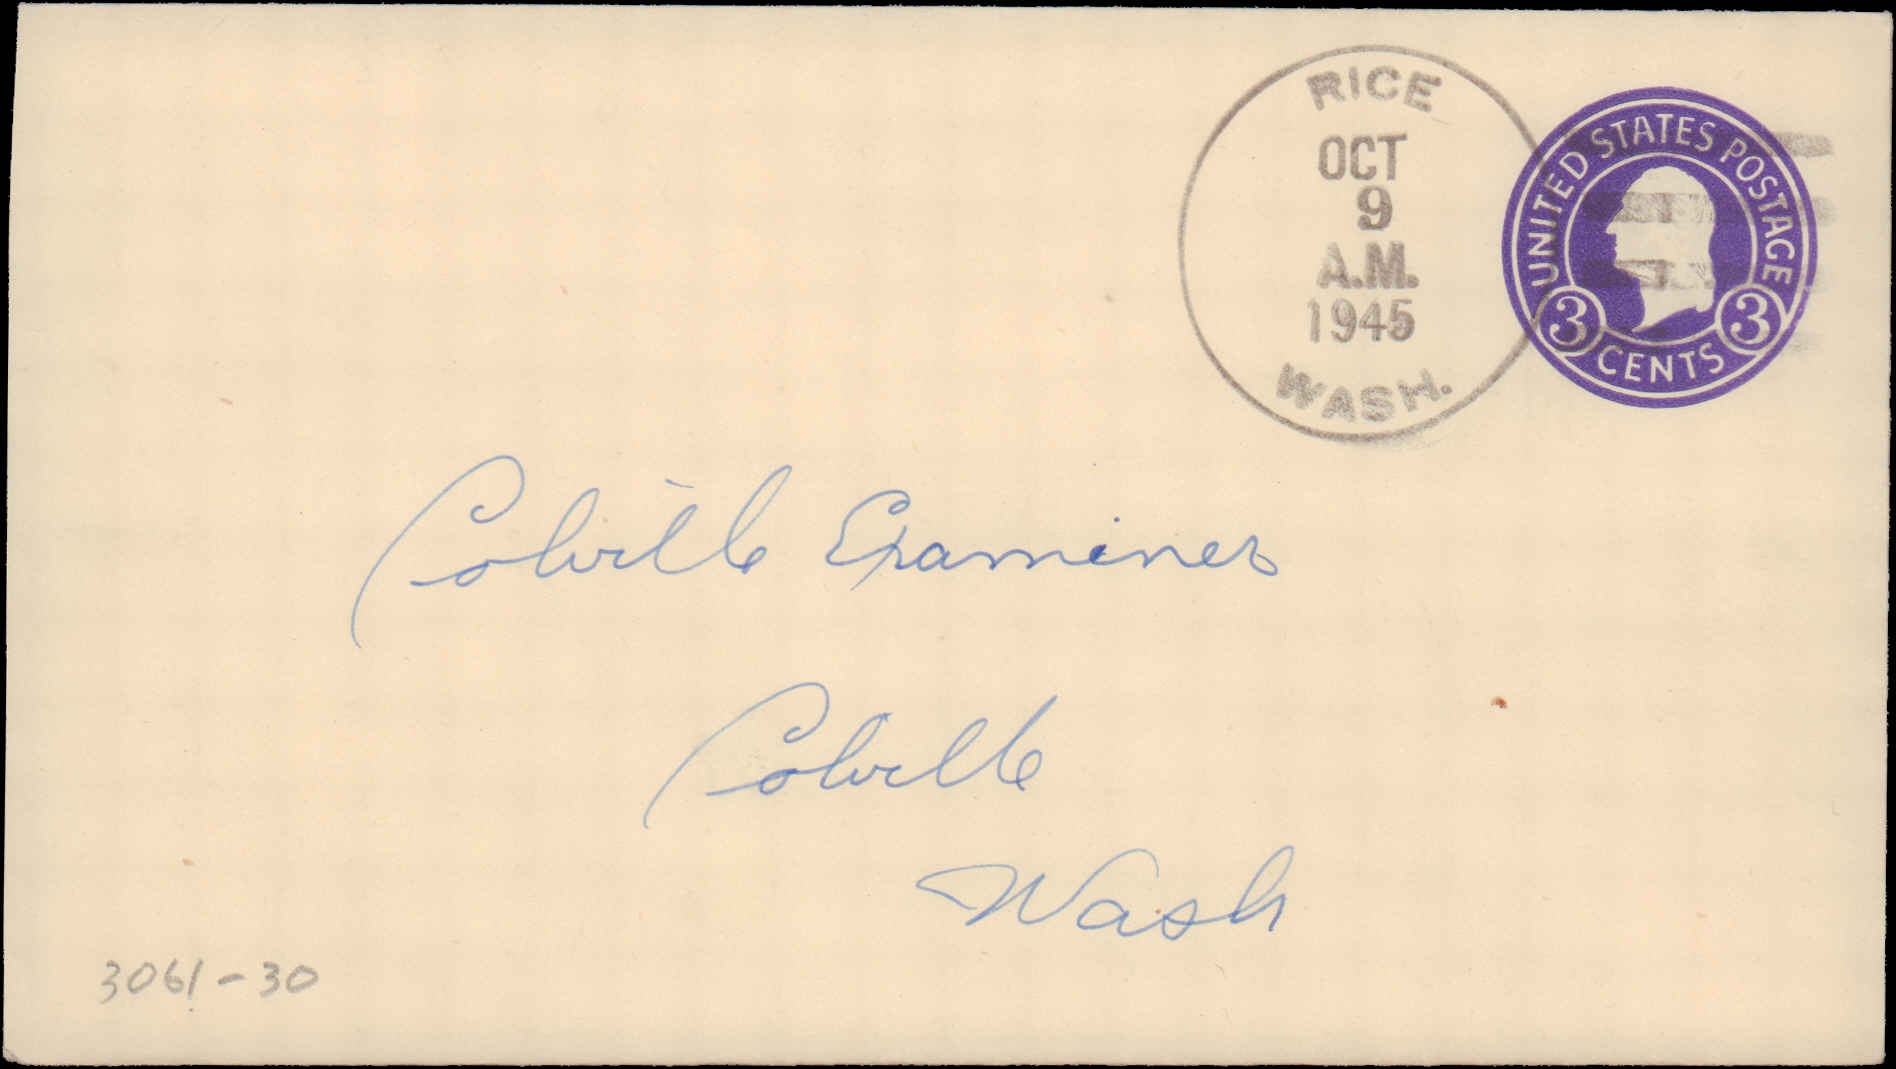 RICE
OCT
9
A.M.
1945
WASH.
UNITED STATES POSTAGE
3 CENTS 3
Colville Examiner
Colville
Wash
3061-30